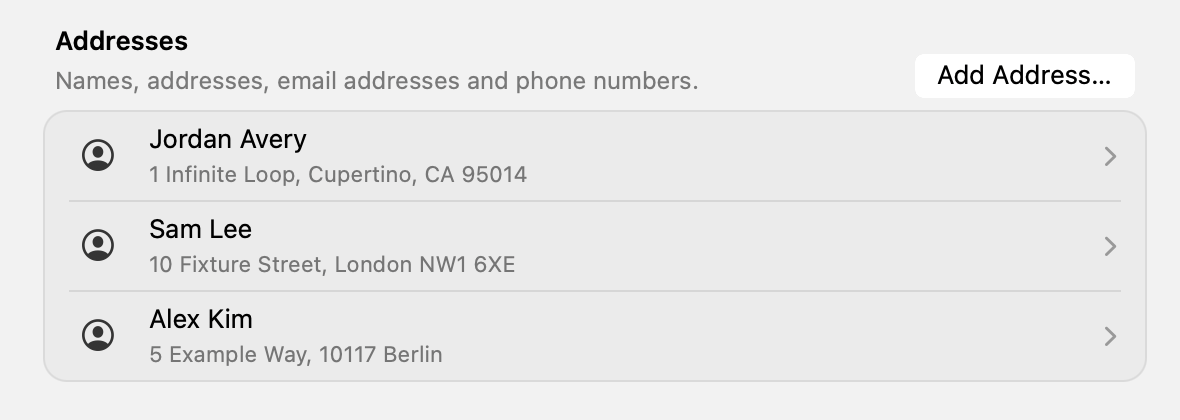 Addresses
Names, addresses, email addresses and phone numbers.
Add Address...
Jordan Avery
1 Infinite Loop, Cupertino, CA 95014
Sam Lee
10 Fixture Street, London NW1 6XE
Alex Kim
5 Example Way, 10117 Berlin